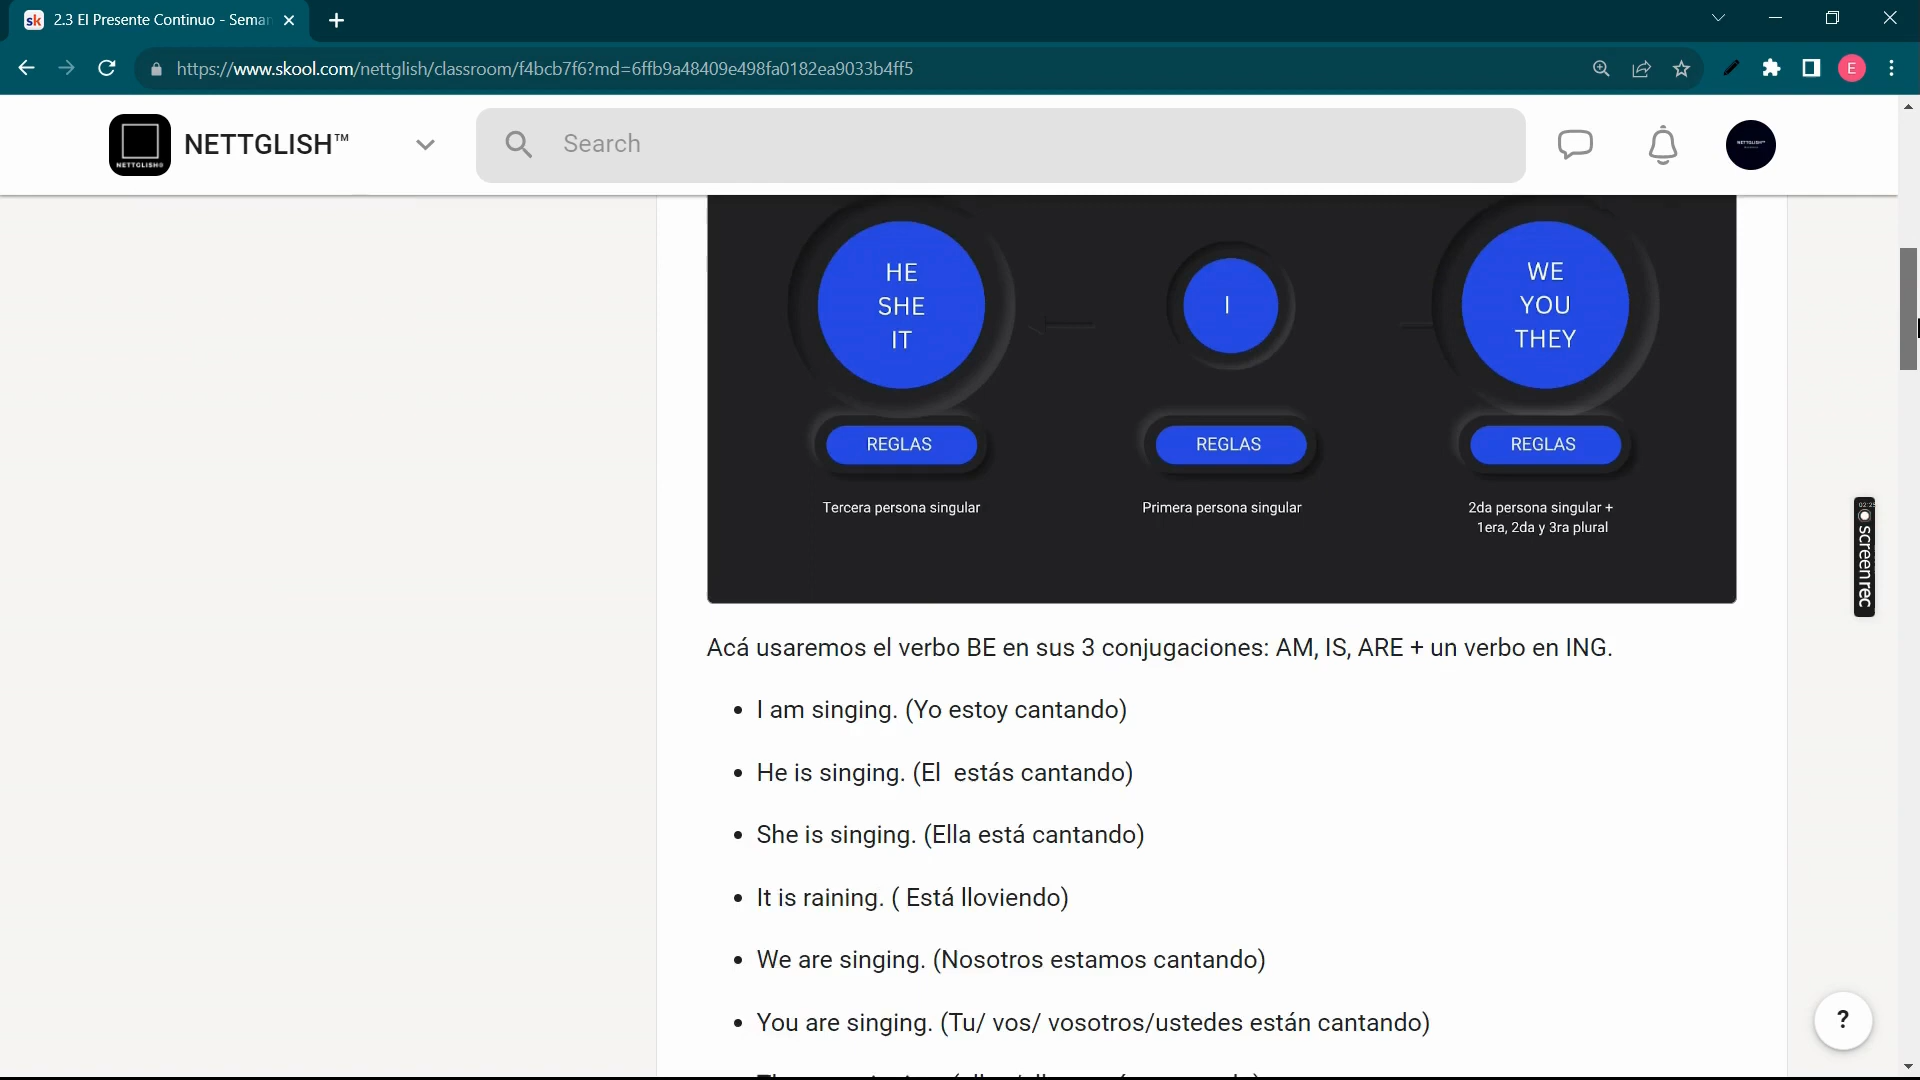 2.3 El Presente Continuo - Sema
https://www.skool.com/nettglish/classroom/f4bcb7f6?md=6ffb9a48409e498fa0182ea9033b4ff5
E
NETTGLISH™
Search
HE
SHE
IT
I
WE
YOU
THEY
REGLAS
REGLAS
REGLAS
Tercera persona singular
Primera persona singular
2da persona singular +
1era, 2da y 3ra plural
screenrec
Acá usaremos el verbo BE en sus 3 conjugaciones: AM, IS, ARE + un verbo en ING.
• I am singing. (Yo estoy cantando)
• He is singing. (El  estás cantando)
• She is singing. (Ella está cantando)
• It is raining. ( Está lloviendo)
• We are singing. (Nosotros estamos cantando)
• You are singing. (Tu/ vos/ vosotros/ustedes están cantando)
?